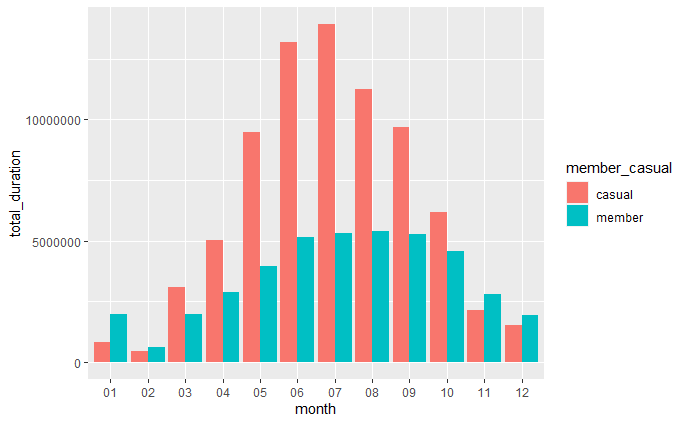 total_duration
10000000
5000000
0
01 02 03 04 05 06 07 08 09 10 11 12
month
member_casual
casual
member